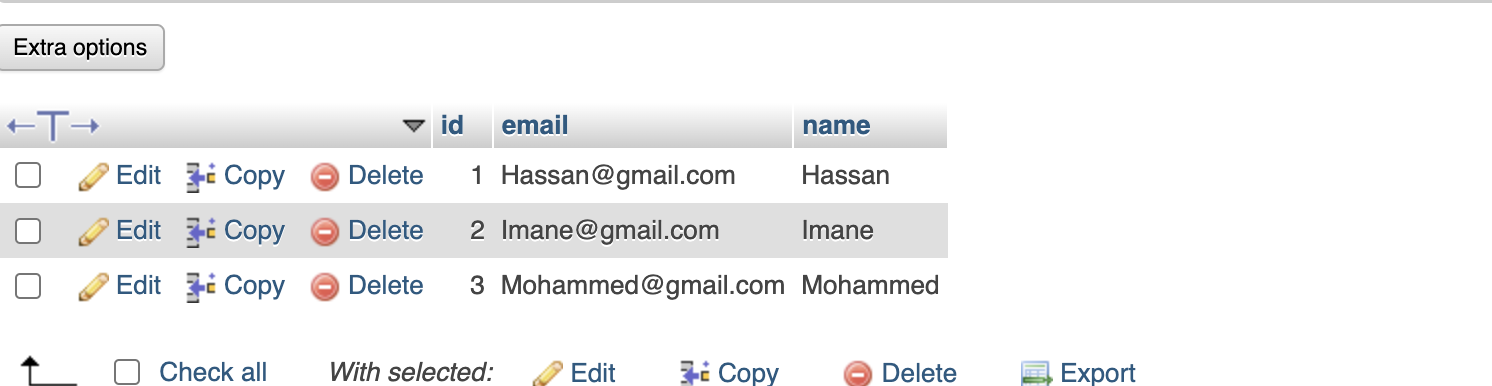 Extra options
id email name
Edit Copy Delete 1 Hassan@gmail.com Hassan
Edit Copy Delete 2 Imane@gmail.com Imane
Edit Copy Delete 3 Mohammed@gmail.com Mohammed
Check all With selected: Edit Copy Delete Export